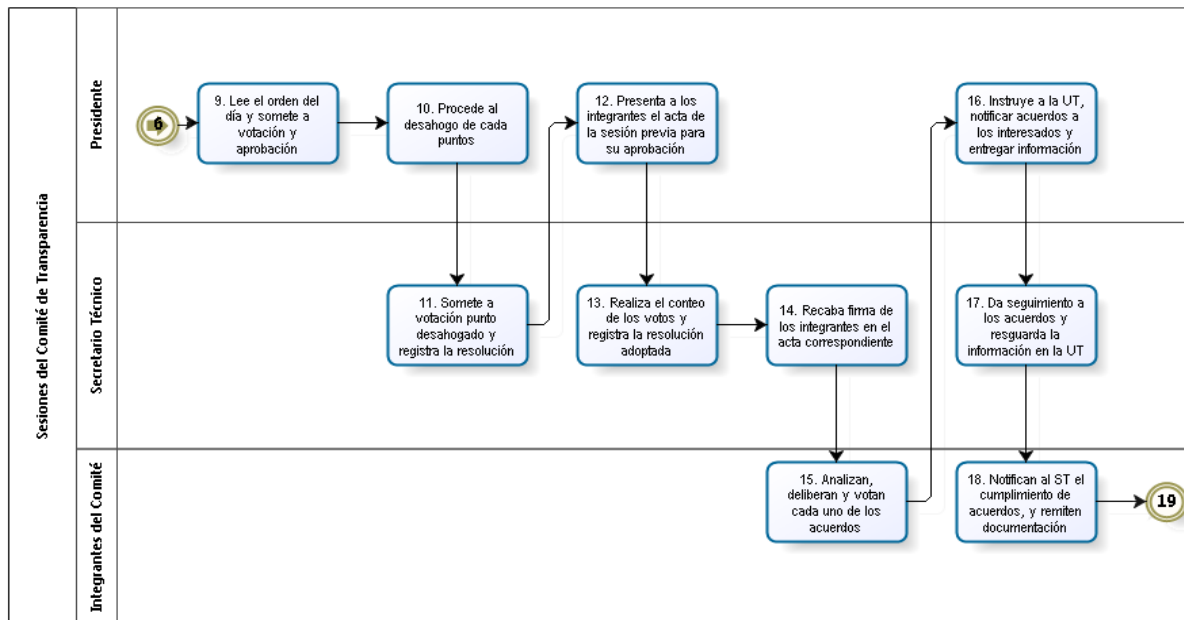 Sesiones del Comité de Transparencia
Presidente
6
9. Lee el orden del
día y somete a
votación y
aprobación
10. Procede al
desahogo de cada
puntos
12. Presenta a los
integrantes el acta de
la sesión previa para
su aprobación
16. Instruye a la UT,
notificar acuerdos a
los interesados y
entregar información
Secretario Técnico
11. Somete a
votación punto
desahogado y
registra la resolución
13. Realiza el conteo
de los votos y
registra la resolución
adoptada
14. Recaba firma de
los integrantes en el
acta correspondiente
17. Da seguimiento a
los acuerdos y
resguarda la
información en la UT
Integrantes del Comité
15. Analizan,
deliberan y votan
cada uno de los
acuerdos
18. Notifican al ST el
cumplimiento de
acuerdos, y remiten
documentación
19